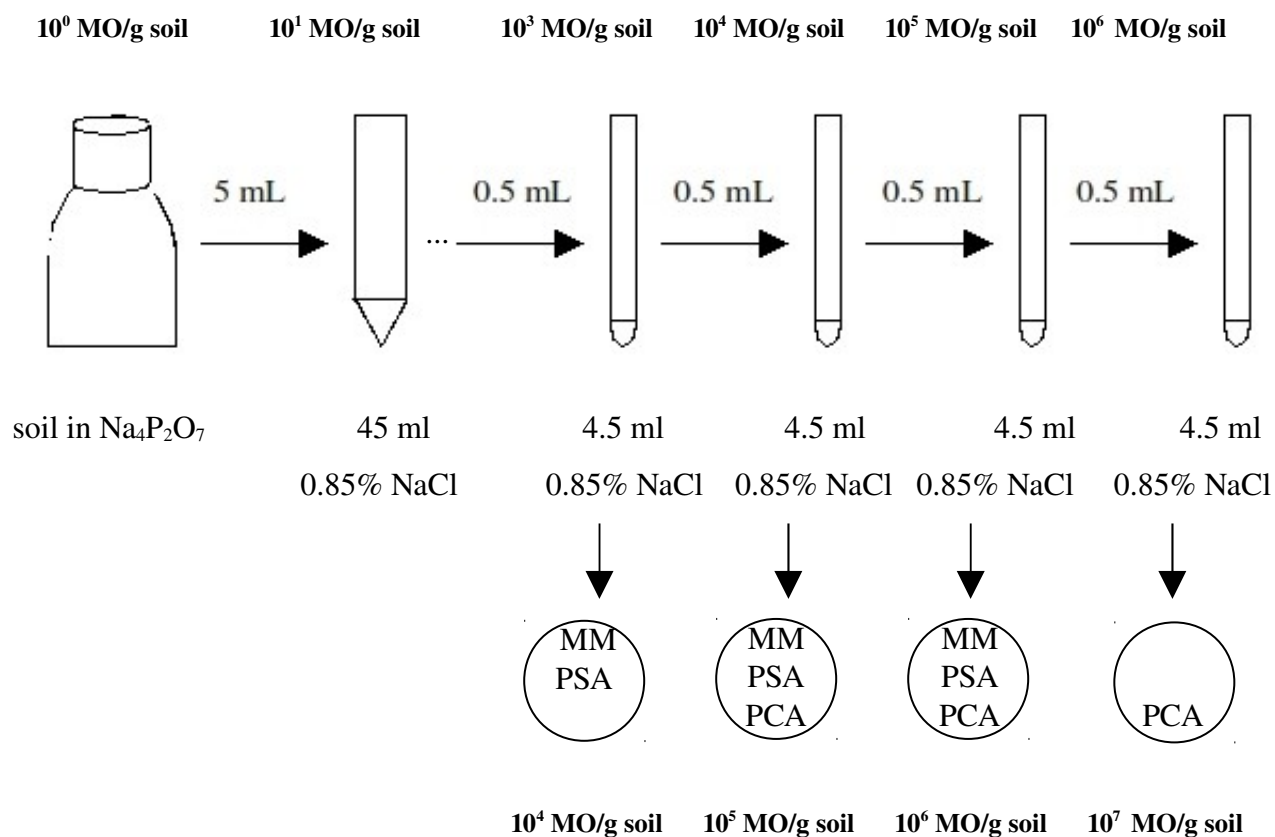 10⁰ MO/g soil 10¹ MO/g soil 10³ MO/g soil 10⁴ MO/g soil 10⁵ MO/g soil 10⁶ MO/g soil
5 mL 0.5 mL 0.5 mL 0.5 mL 0.5 mL
...
soil in Na₄P₂O₇ 45 ml 4.5 ml 4.5 ml 4.5 ml 4.5 ml
0.85% NaCl 0.85% NaCl 0.85% NaCl 0.85% NaCl 0.85% NaCl
MM MM MM
PSA PSA PSA
PCA PCA PCA
10⁴ MO/g soil 10⁵ MO/g soil 10⁶ MO/g soil 10⁷ MO/g soil